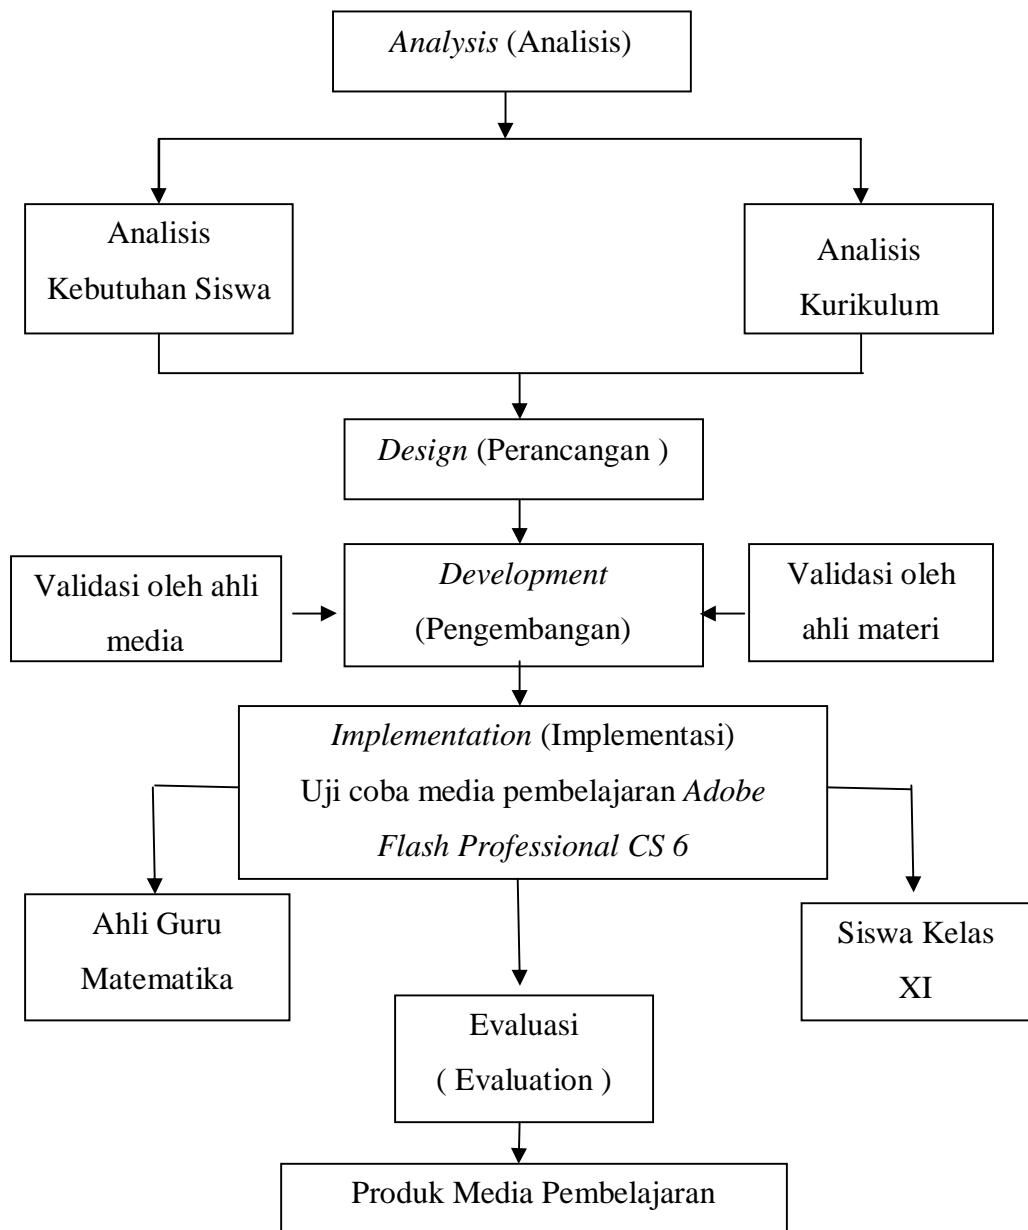 Analysis (Analisis)
Analisis
Kebutuhan Siswa
Analisis
Kurikulum
Design (Perancangan )
Validasi oleh ahli
media
Development
(Pengembangan)
Validasi oleh
ahli materi
Implementation (Implementasi)
Uji coba media pembelajaran Adobe
Flash Professional CS 6
Ahli Guru
Matematika
Siswa Kelas
XI
Evaluasi
( Evaluation )
Produk Media Pembelajaran